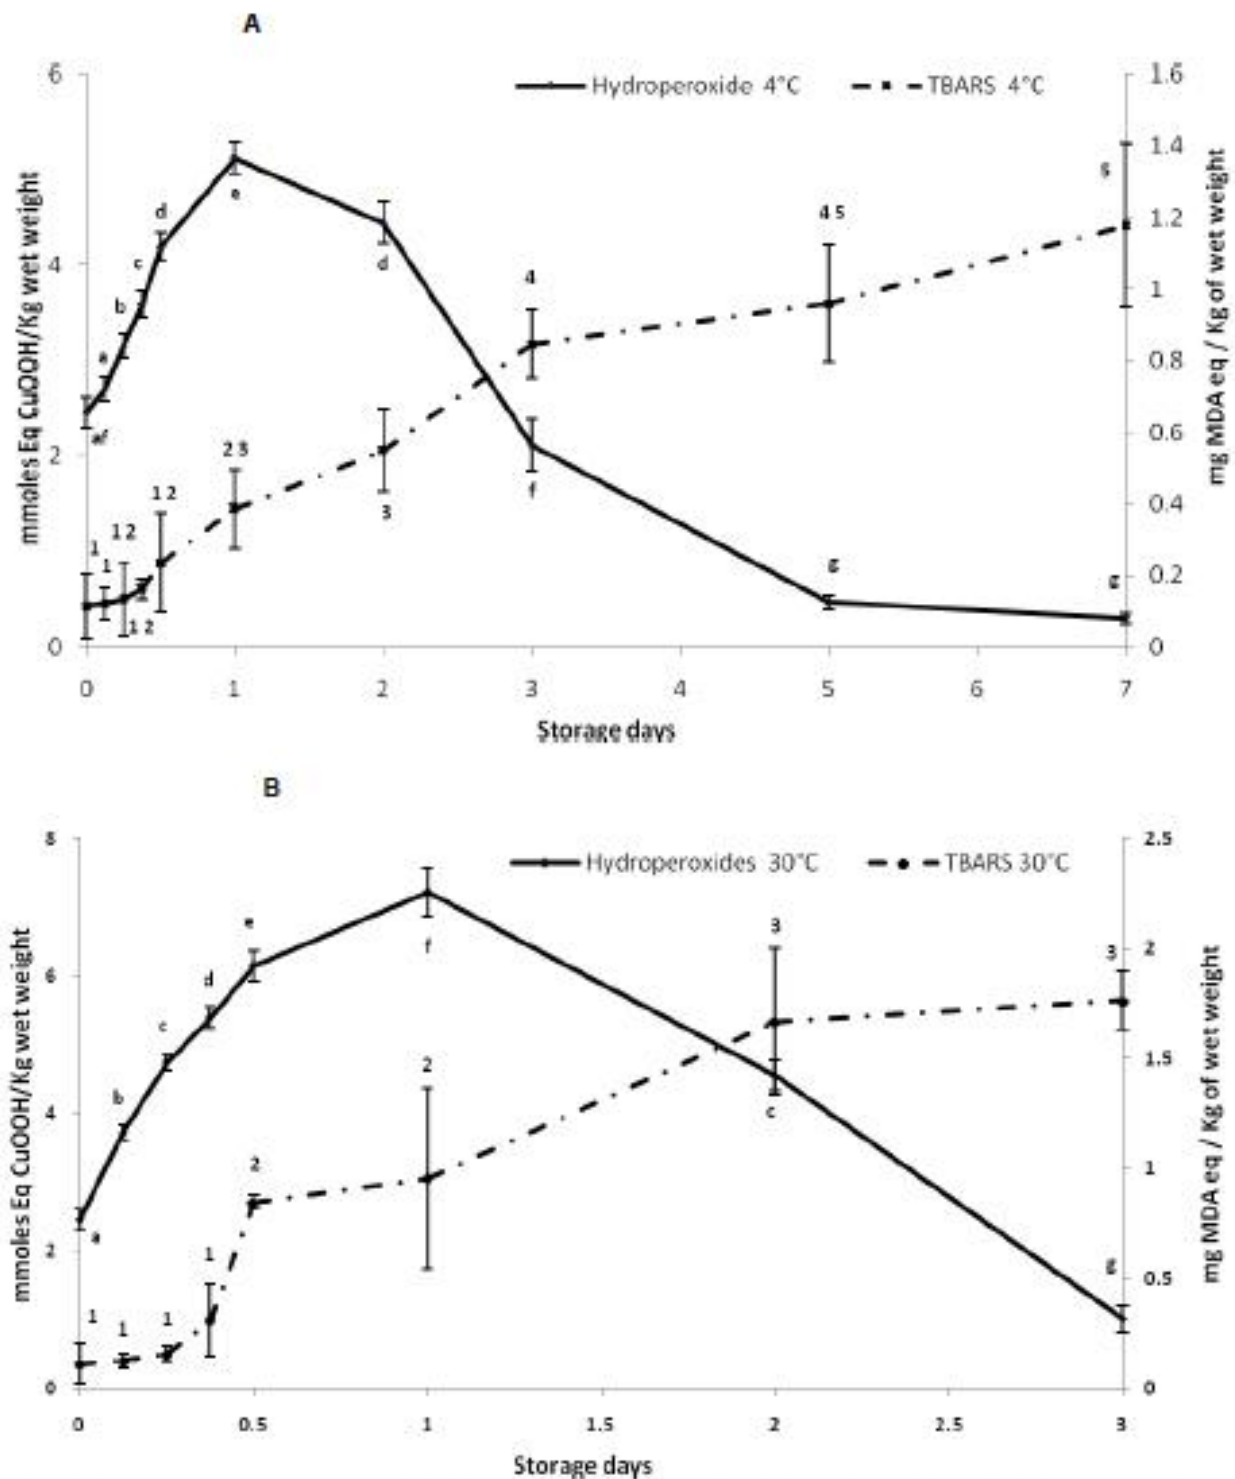 A
6
4
2
0
Hydroperoxide 4°C
TBARS 4°C
1.6
1.4
1.2
1
0.8
0.6
0.4
0.2
0
mmoles Eq CuOOH/Kg wet weight
mg MDA eq / Kg of wet weight
af
a
b
c
d
e
d
f
g
1
1
1 2
1 2
1 2
2 3
3
4
4 5
0 1 2 3 4 5 6 7
Storage days
B
8
6
4
2
0
Hydroperoxides 30°C
TBARS 30°C
2.5
2
1.5
1
0.5
0
mmoles Eq CuOOH/Kg wet weight
mg MDA eq / Kg of wet weight
a
b
c
d
e
f
c
1
1
1
1
2
2
3
3
0 0.5 1 1.5 2 2.5 3
Storage days